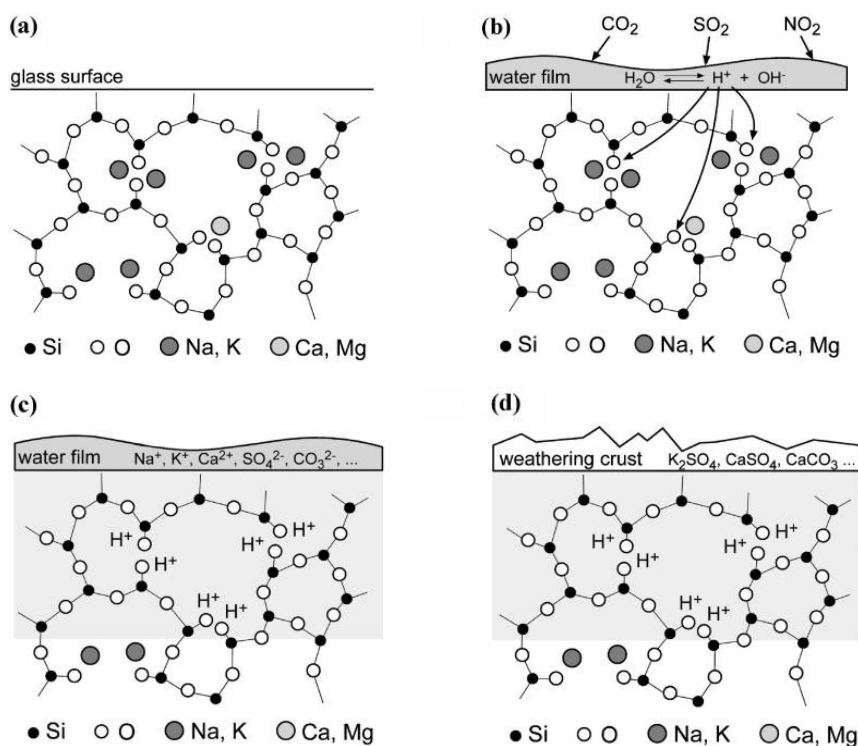 (a)
glass surface
Si O Na, K Ca, Mg
(b)
CO₂ SO₂ NO₂
water film H₂O ⇌ H⁺ + OH⁻
Si O Na, K Ca, Mg
(c)
water film Na⁺, K⁺, Ca²⁺, SO₄²⁻, CO₃²⁻, ...
H⁺ H⁺
H⁺ H⁺
H⁺ H⁺
Si O Na, K Ca, Mg
(d)
weathering crust K₂SO₄, CaSO₄, CaCO₃ ...
H⁺ H⁺
H⁺ H⁺
H⁺ H⁺
Si O Na, K Ca, Mg